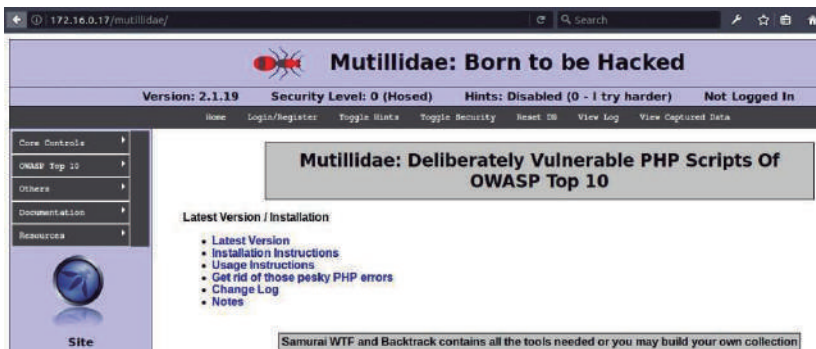 172.16.0.17/mutillidae/
Search
Mutillidae: Born to be Hacked
Version: 2.1.19 Security Level: 0 (Hosed) Hints: Disabled (0 - I try harder) Not Logged In
Home Login/Register Toggle Hints Toggle Security Reset DB View Log View Captured Data
Core Controls
OWASP Top 10
Others
Documentation
Resources
Site
Mutillidae: Deliberately Vulnerable PHP Scripts Of
OWASP Top 10
Latest Version / Installation
• Latest Version
• Installation Instructions
• Usage Instructions
• Get rid of those pesky PHP errors
• Change Log
• Notes
Samurai WTF and Backtrack contains all the tools needed or you may build your own collection